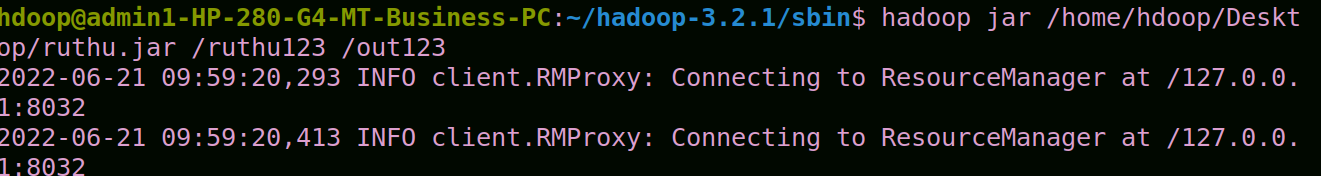 hdoop@admin1-HP-280-G4-MT-Business-PC:~/hadoop-3.2.1/sbin$ hadoop jar /home/hdoop/Deskt
op/ruthu.jar /ruthu123 /out123
2022-06-21 09:59:20,293 INFO client.RMProxy: Connecting to ResourceManager at /127.0.0.
1:8032
2022-06-21 09:59:20,413 INFO client.RMProxy: Connecting to ResourceManager at /127.0.0.
1:8032